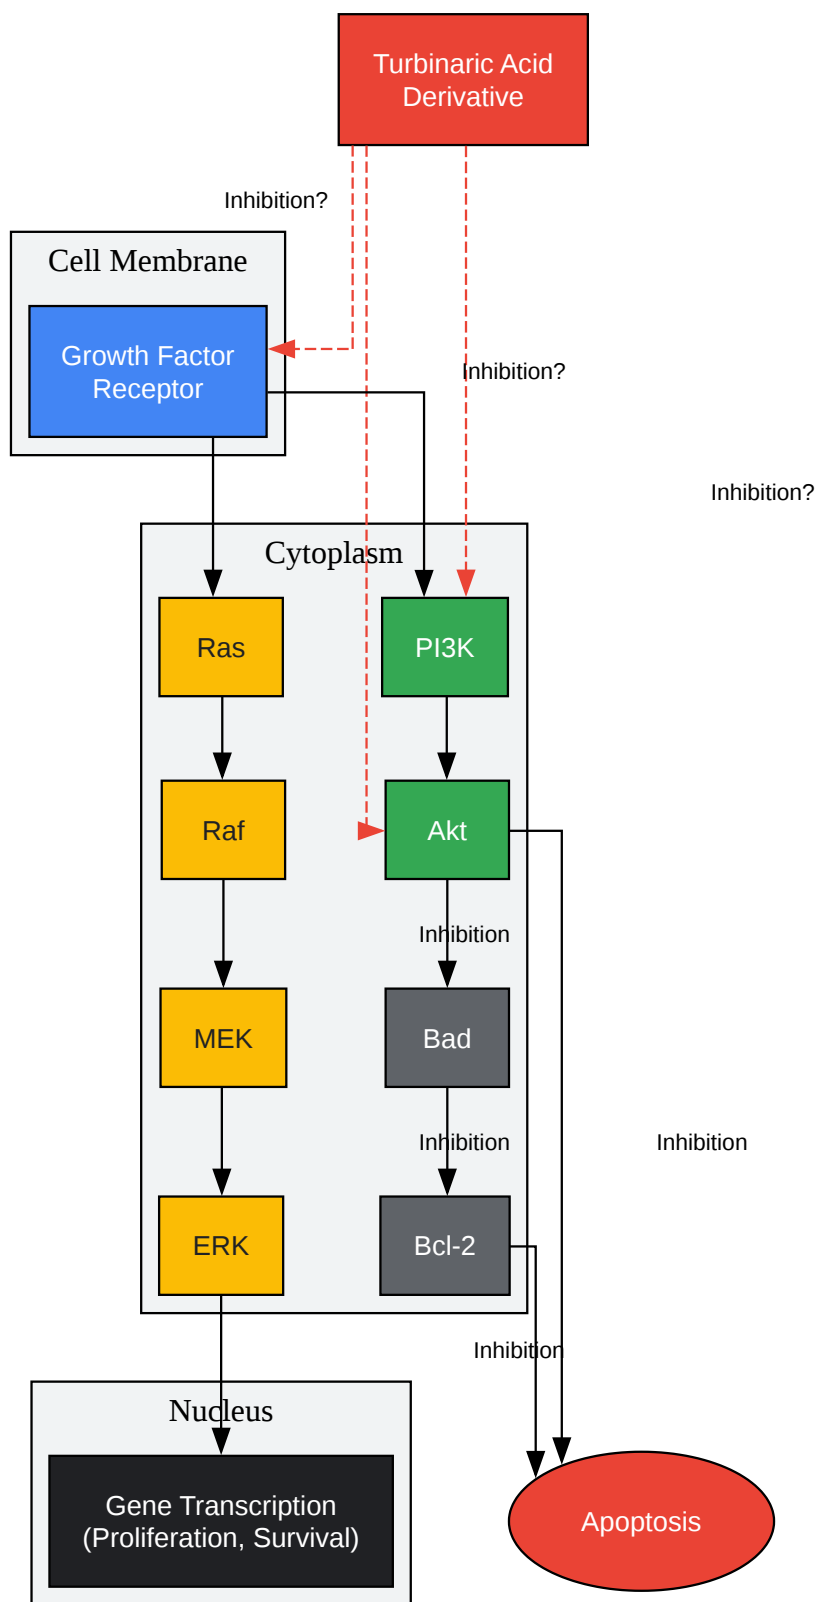 Turbinaric Acid
Derivative
Inhibition?
Cell Membrane
Growth Factor
Receptor
Inhibition?
Inhibition?
Cytoplasm
Ras
PI3K
Raf
Akt
Inhibition
MEK
Bad
Inhibition
Inhibition
ERK
Bcl-2
Inhibition
Nucleus
Gene Transcription
(Proliferation, Survival)
Apoptosis